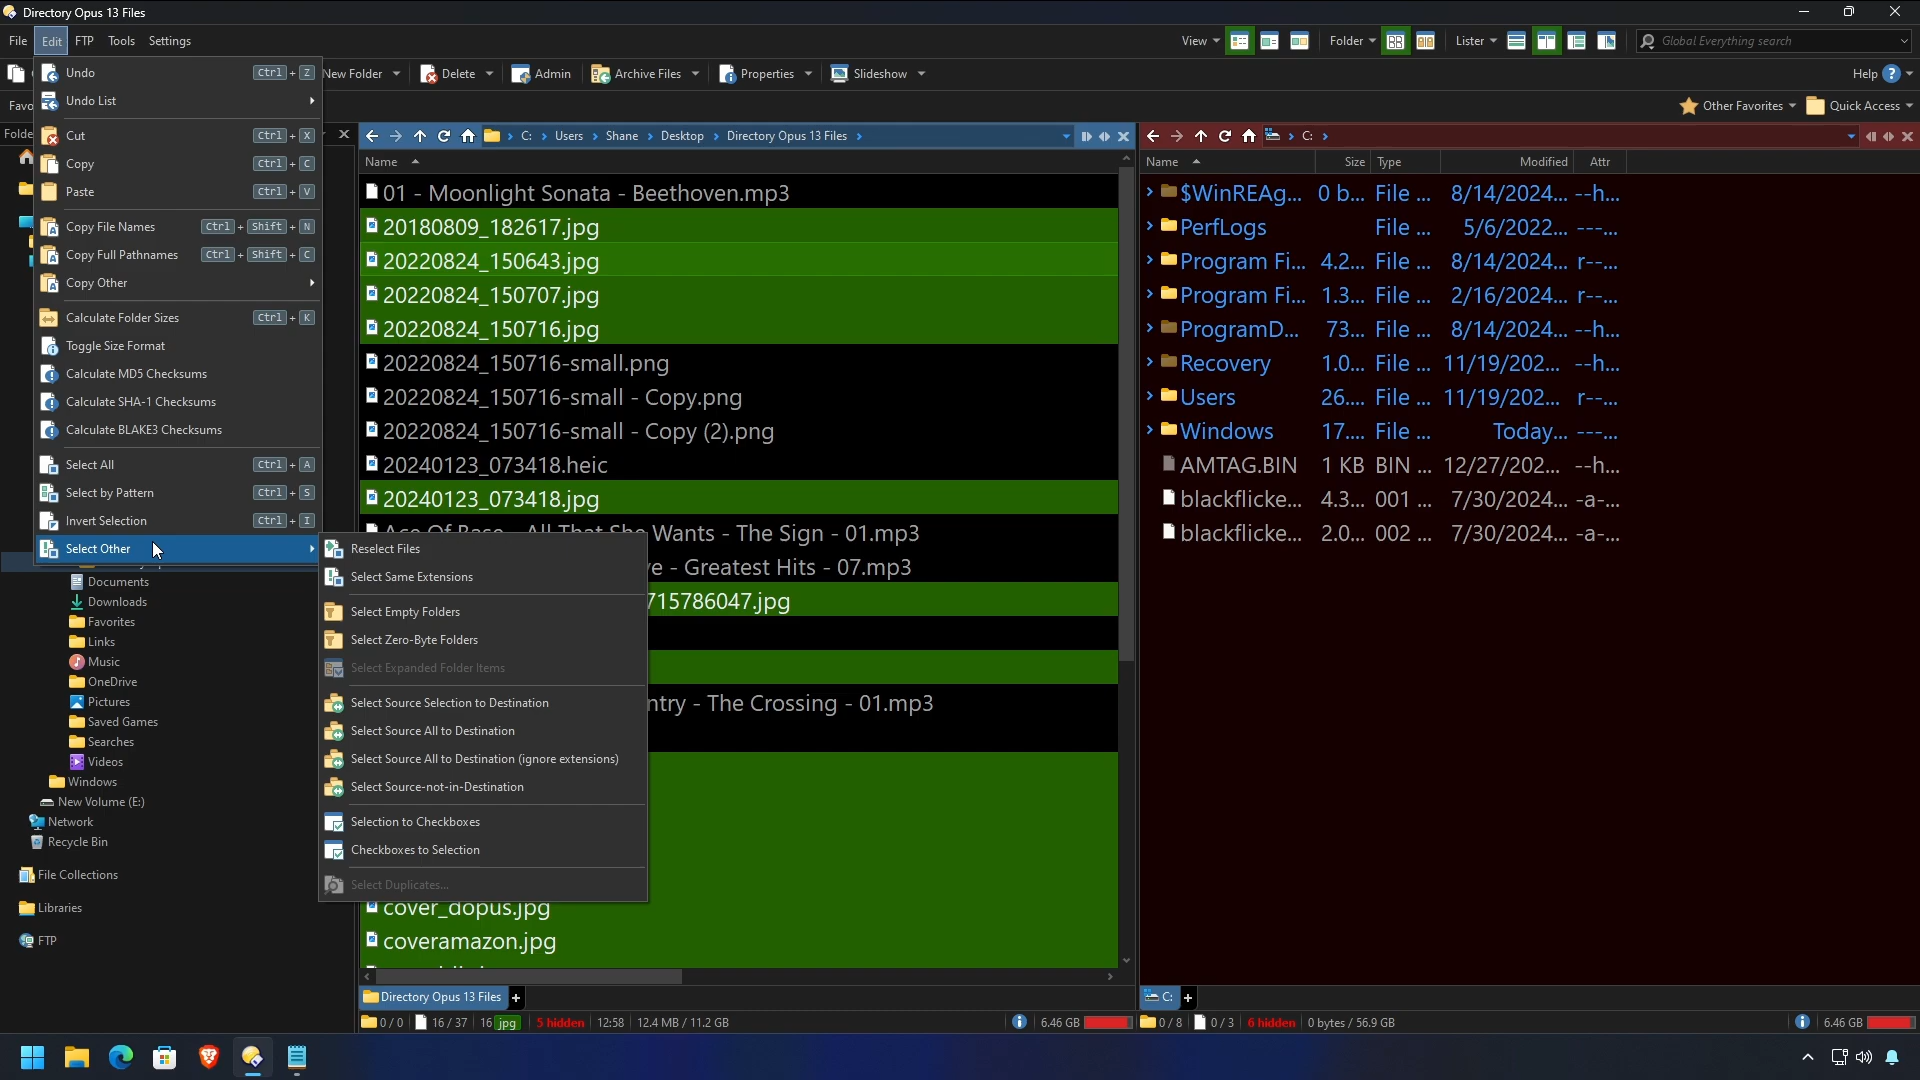 Directory Opus 13 Files
File Edit FTP Tools Settings
View Folder Lister Global Everything search
New Folder Delete Admin Archive Files Properties Slideshow Help
Favo Other Favorites Quick Access
Folde
Undo Ctrl + Z
Undo List
Cut Ctrl + X
Copy Ctrl + C
Paste Ctrl + V
Copy File Names Ctrl + Shift + N
Copy Full Pathnames Ctrl + Shift + C
Copy Other
Calculate Folder Sizes Ctrl + K
Toggle Size Format
Calculate MD5 Checksums
Calculate SHA-1 Checksums
Calculate BLAKE3 Checksums
Select All Ctrl + A
Select by Pattern Ctrl + S
Invert Selection Ctrl + I
Select Other
Reselect Files
Select Same Extensions
Select Empty Folders
Select Zero-Byte Folders
Select Expanded Folder Items
Select Source Selection to Destination
Select Source All to Destination
Select Source All to Destination (ignore extensions)
Select Source-not-in-Destination
Selection to Checkboxes
Checkboxes to Selection
Select Duplicates...
Documents
Downloads
Favorites
Links
Music
OneDrive
Pictures
Saved Games
Searches
Videos
Windows
New Volume (E:)
Network
Recycle Bin
File Collections
Libraries
FTP
C: › Users › Shane › Desktop › Directory Opus 13 Files ›
Name
01 - Moonlight Sonata - Beethoven.mp3
20180809_182617.jpg
20220824_150643.jpg
20220824_150707.jpg
20220824_150716.jpg
20220824_150716-small.png
20220824_150716-small - Copy.png
20220824_150716-small - Copy (2).png
20240123_073418.heic
20240123_073418.jpg
Ace Of Base - All That She Wants - The Sign - 01.mp3
ve - Greatest Hits - 07.mp3
715786047.jpg
ntry - The Crossing - 01.mp3
cover_dopus.jpg
coveramazon.jpg
Directory Opus 13 Files +
0 / 0 16 / 37 16 jpg 5 hidden 12:58 12.4 MB / 11.2 GB 6.46 GB
C: ›
Name Size Type Modified Attr
$WinREAg... 0 b... File ... 8/14/2024... --h...
PerfLogs File ... 5/6/2022... ---...
Program Fi... 4.2... File ... 8/14/2024... r--...
Program Fi... 1.3... File ... 2/16/2024... r--...
ProgramD... 73... File ... 8/14/2024... --h...
Recovery 1.0... File ... 11/19/202... --h...
Users 26.... File ... 11/19/202... r--...
Windows 17.... File ... Today... ---...
AMTAG.BIN 1 KB BIN ... 12/27/202... --h...
blackflicke... 4.3... 001 ... 7/30/2024... -a-...
blackflicke... 2.0... 002 ... 7/30/2024... -a-...
C: +
0 / 8 0 / 3 6 hidden 0 bytes / 56.9 GB 6.46 GB